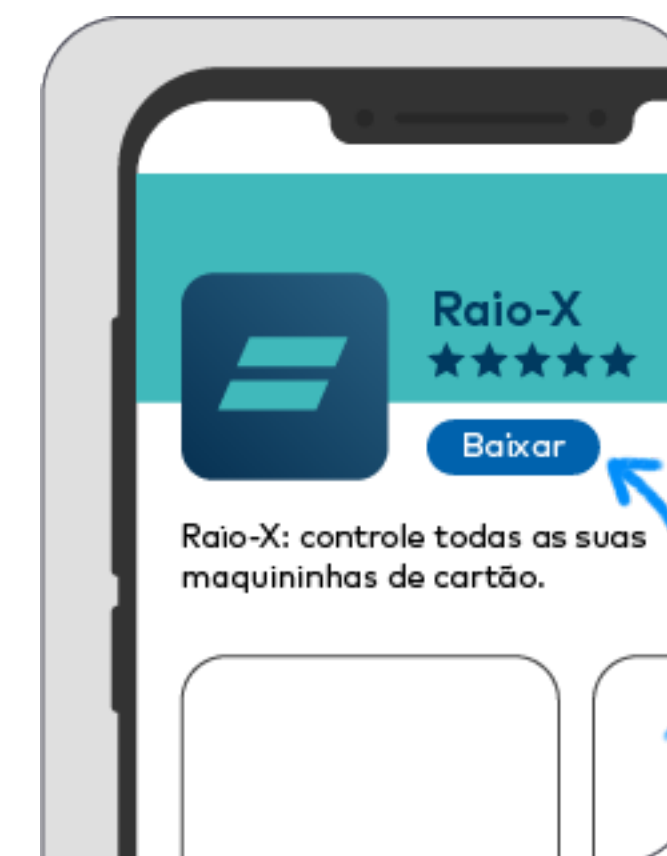 Raio-X
Baixar
Raio-X: controle todas as suas
maquininhas de cartão.